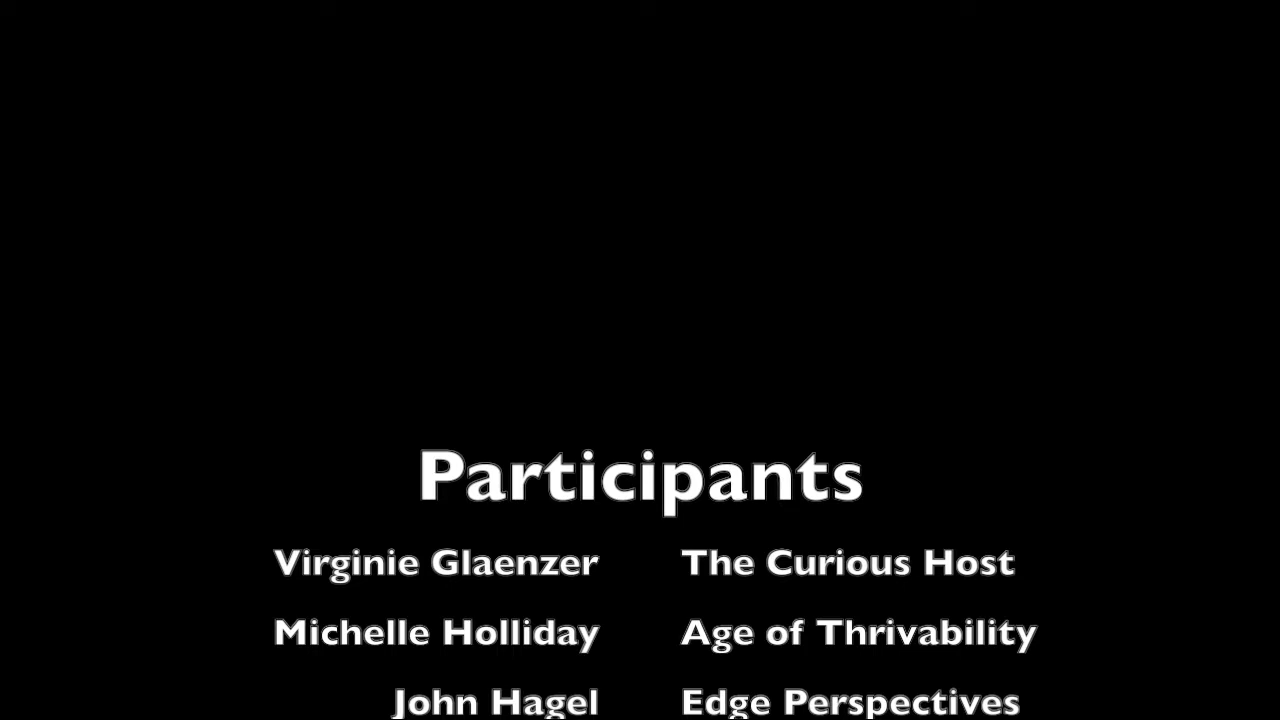 Participants
Virginie Glaenzer The Curious Host
Michelle Holliday Age of Thrivability
John Hagel Edge Perspectives